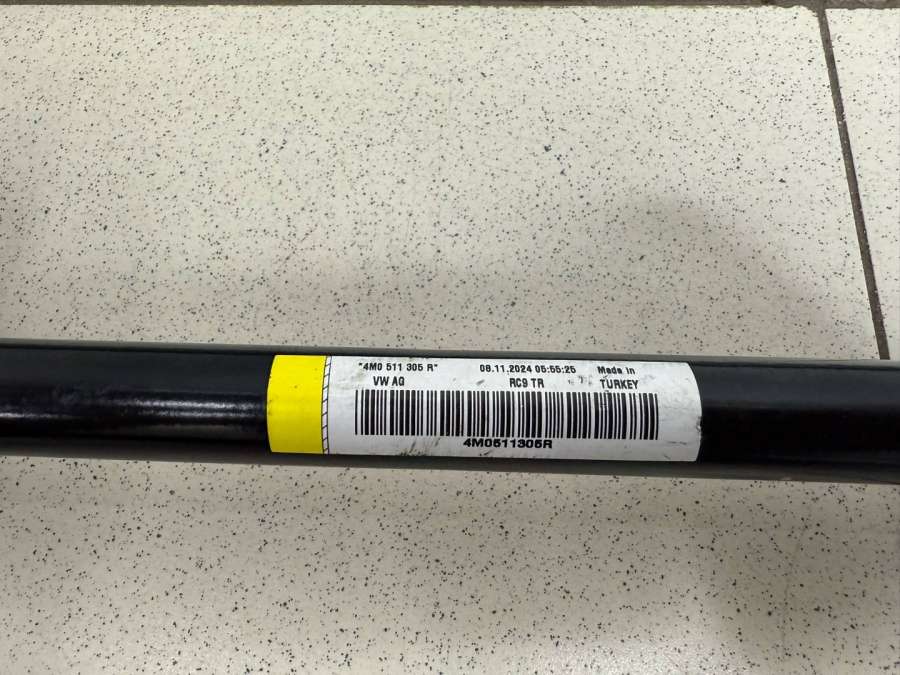 "4M0 511 305 R" 08.11.2024 05:55:25 Made in
VW AG RC9 TR TURKEY
4M0511305R